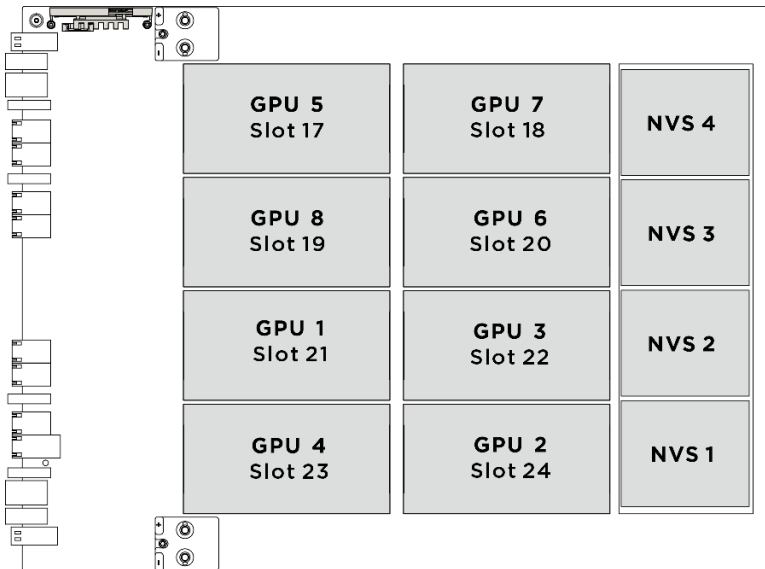 GPU 5
Slot 17
GPU 7
Slot 18
NVS 4
GPU 8
Slot 19
GPU 6
Slot 20
NVS 3
GPU 1
Slot 21
GPU 3
Slot 22
NVS 2
GPU 4
Slot 23
GPU 2
Slot 24
NVS 1